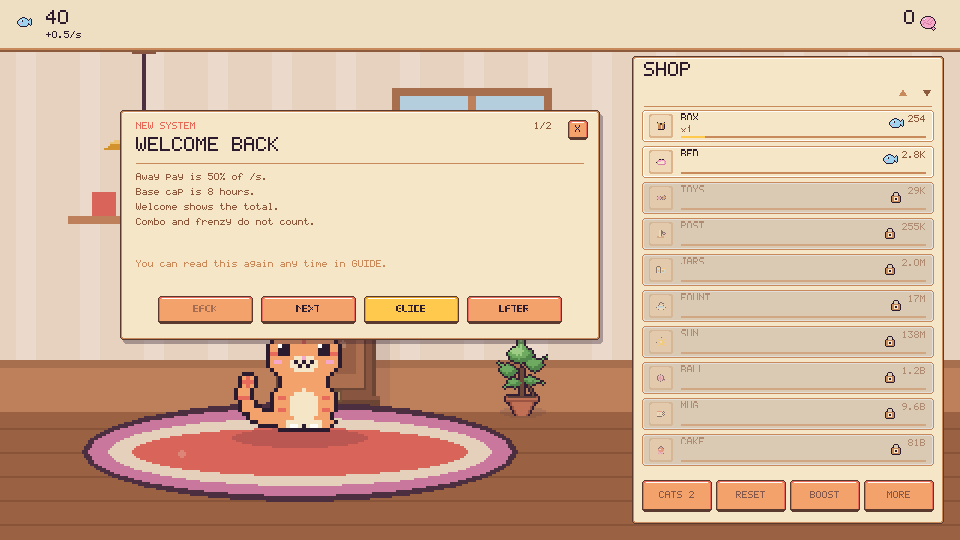 40
+0.5/s
0
NEW SYSTEM
1/2
X
WELCOME BACK
Away Pay is 50% of /s.
Base cap is 8 hours.
Welcome shows the total.
Combo and frenzy do not count.
You can read this again any time in GUIDE.
BACK
NEXT
GUIDE
LATER
SHOP
BOX
x1
254
BED
2.8K
TOYS
29K
POST
255K
JARS
2.0M
FOUNT
17M
SUN
138M
BALL
1.2B
MUG
9.6B
CAKE
81B
CATS 2
RESET
BOOST
MORE